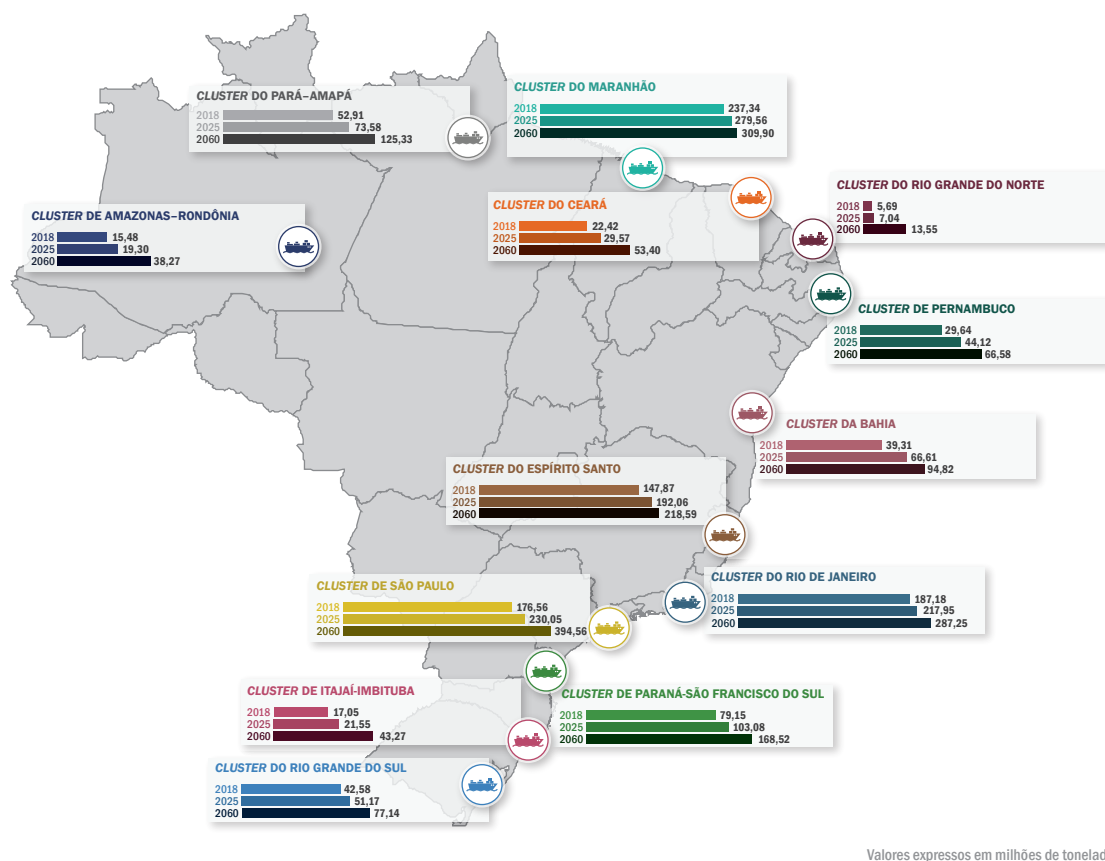 CLUSTER DO PARÁ–AMAPÁ
2018 52,91
2025 73,58
2060 125,33
CLUSTER DO MARANHÃO
2018 237,34
2025 279,56
2060 309,90
CLUSTER DO RIO GRANDE DO NORTE
2018 5,69
2025 7,04
2060 13,55
CLUSTER DO CEARÁ
2018 22,42
2025 29,57
2060 53,40
CLUSTER DE AMAZONAS–RONDÔNIA
2018 15,48
2025 19,30
2060 38,27
CLUSTER DE PERNAMBUCO
2018 29,64
2025 44,12
2060 66,58
CLUSTER DA BAHIA
2018 39,31
2025 66,61
2060 94,82
CLUSTER DO ESPÍRITO SANTO
2018 147,87
2025 192,06
2060 218,59
CLUSTER DO RIO DE JANEIRO
2018 187,18
2025 217,95
2060 287,25
CLUSTER DE SÃO PAULO
2018 176,56
2025 230,05
2060 394,56
CLUSTER DE ITAJAÍ-IMBITUBA
2018 17,05
2025 21,55
2060 43,27
CLUSTER DE PARANÁ-SÃO FRANCISCO DO SUL
2018 79,15
2025 103,08
2060 168,52
CLUSTER DO RIO GRANDE DO SUL
2018 42,58
2025 51,17
2060 77,14
Valores expressos em milhões de tonelad